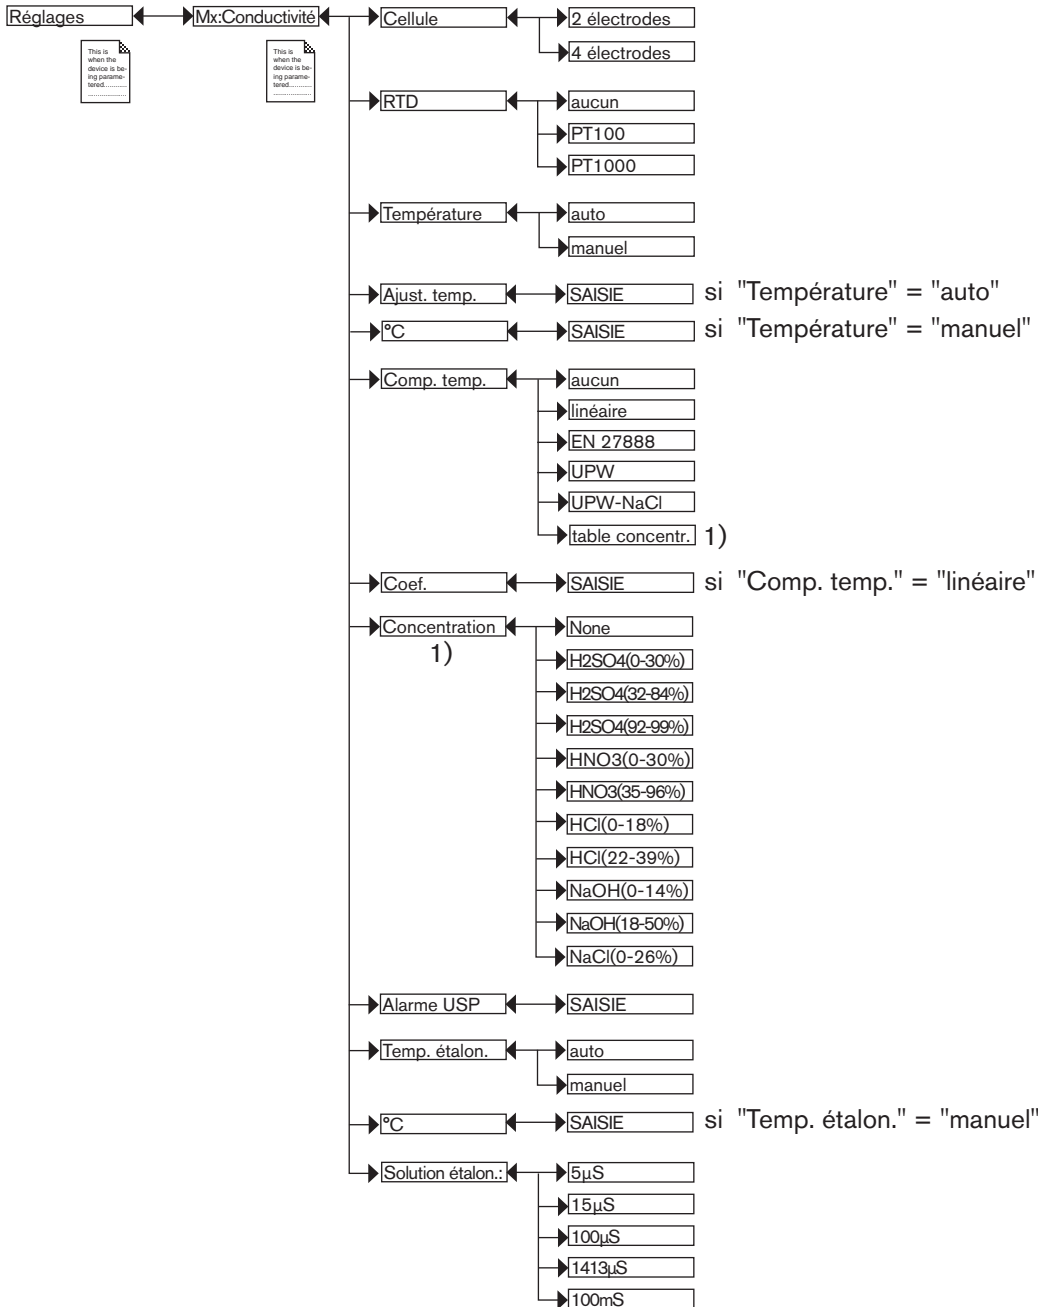 Réglages
Mx:Conductivité
This is
when the
device is be-
ing parame-
tered............
....................
This is
when the
device is be-
ing parame-
tered............
....................
Cellule
2 électrodes
4 électrodes
RTD
aucun
PT100
PT1000
Température
auto
manuel
Ajust. temp.
SAISIE
si "Température" = "auto"
°C
SAISIE
si "Température" = "manuel"
Comp. temp.
aucun
linéaire
EN 27888
UPW
UPW-NaCl
table concentr. 1)
Coef.
SAISIE
si "Comp. temp." = "linéaire"
Concentration
1)
None
H2SO4(0-30%)
H2SO4(32-84%)
H2SO4(92-99%)
HNO3(0-30%)
HNO3(35-96%)
HCl(0-18%)
HCl(22-39%)
NaOH(0-14%)
NaOH(18-50%)
NaCl(0-26%)
Alarme USP
SAISIE
Temp. étalon.
auto
manuel
°C
SAISIE
si "Temp. étalon." = "manuel"
Solution étalon.:
5µS
15µS
100µS
1413µS
100mS